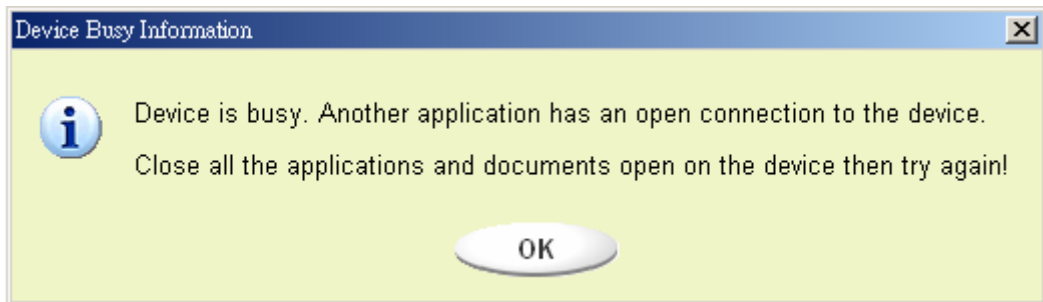 Device Busy Information
Device is busy. Another application has an open connection to the device.
Close all the applications and documents open on the device then try again!
OK